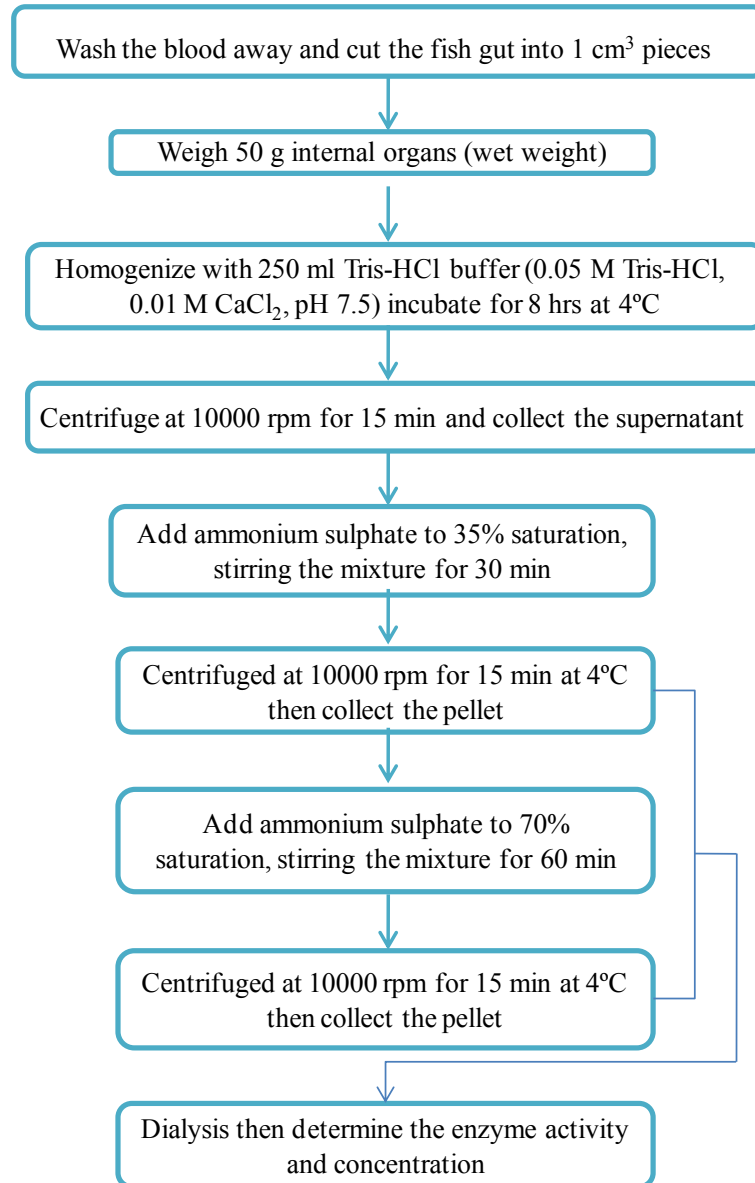 Wash the blood away and cut the fish gut into 1 cm³ pieces
Weigh 50 g internal organs (wet weight)
Homogenize with 250 ml Tris-HCl buffer (0.05 M Tris-HCl,
0.01 M CaCl₂, pH 7.5) incubate for 8 hrs at 4ºC
Centrifuge at 10000 rpm for 15 min and collect the supernatant
Add ammonium sulphate to 35% saturation,
stirring the mixture for 30 min
Centrifuged at 10000 rpm for 15 min at 4ºC
then collect the pellet
Add ammonium sulphate to 70%
saturation, stirring the mixture for 60 min
Centrifuged at 10000 rpm for 15 min at 4ºC
then collect the pellet
Dialysis then determine the enzyme activity
and concentration